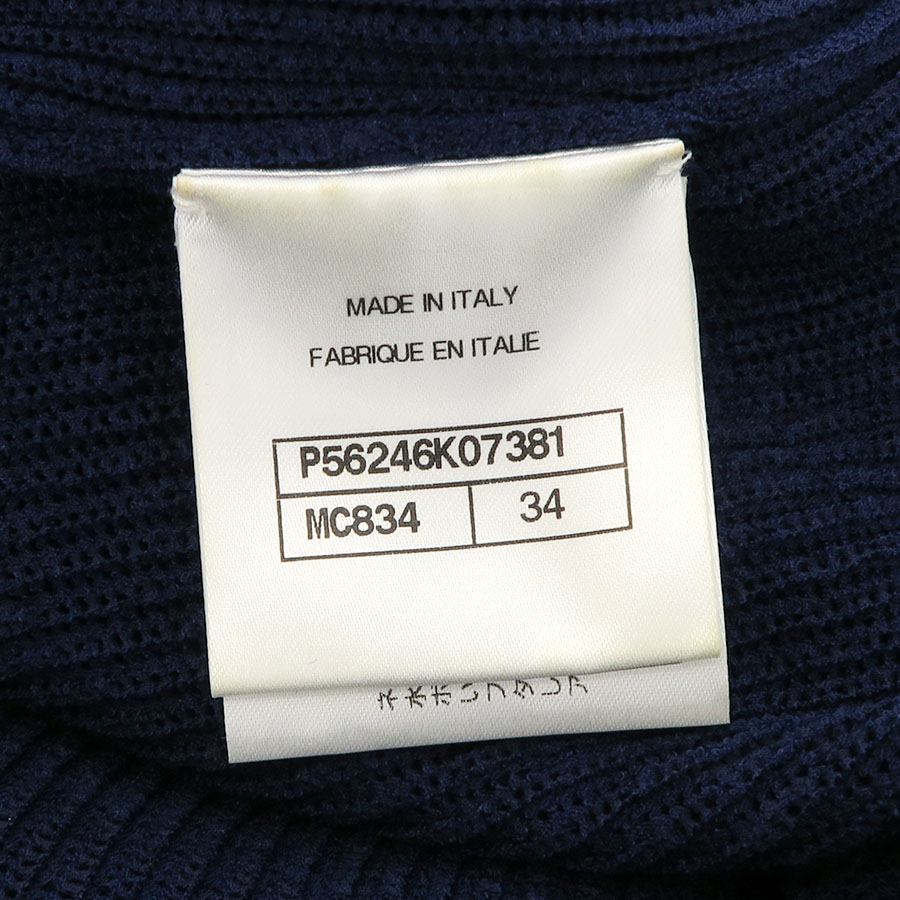 MADE IN ITALY
FABRIQUE EN ITALIE
P56246K07381
MC834 34